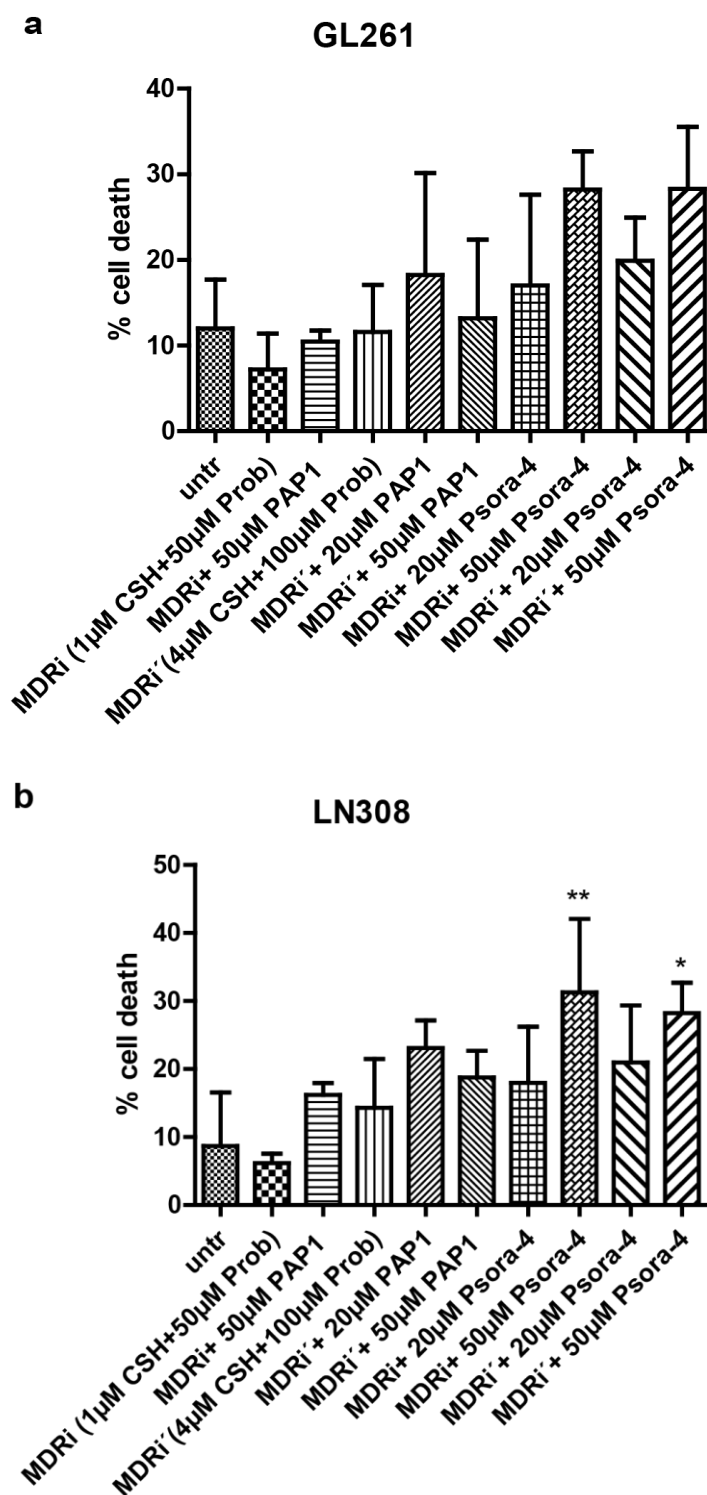 a
GL261
% cell death
40
30
20
10
0
untr
MDRi (1µM CSH+50µM Prob)
MDRi+ 50µM PAP1
MDRi´(4µM CSH+100µM Prob)
MDRi´+ 20µM PAP1
MDRi´+ 50µM PAP1
MDRi+ 20µM Psora-4
MDRi+ 50µM Psora-4
MDRi´+ 20µM Psora-4
MDRi´+ 50µM Psora-4
b
LN308
% cell death
50
40
30
20
10
0
**
*
untr
MDRi (1µM CSH+50µM Prob)
MDRi+ 50µM PAP1
MDRi´(4µM CSH+100µM Prob)
MDRi´+ 20µM PAP1
MDRi´+ 50µM PAP1
MDRi+ 20µM Psora-4
MDRi+ 50µM Psora-4
MDRi´+ 20µM Psora-4
MDRi´+ 50µM Psora-4